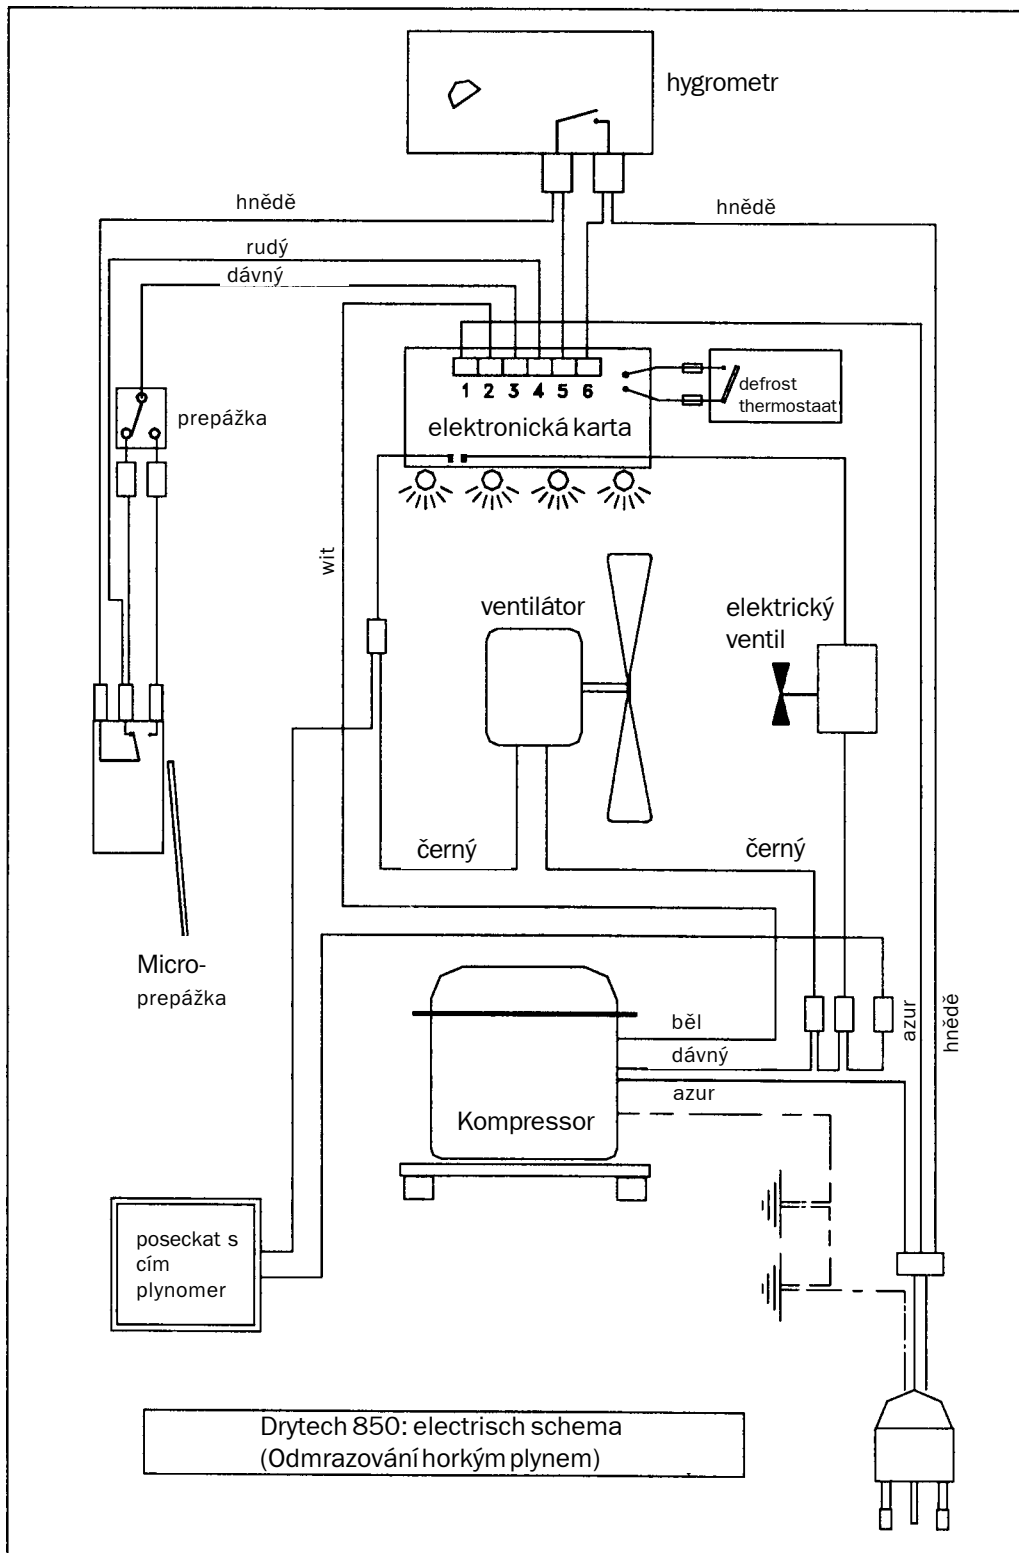 hygrometr
hnědě
hnědě
rudý
dávný
1 2 3 4 5 6
defrost
thermostaat
prepážka
elektronická karta
wit
ventilátor
elektrický
ventil
černý
černý
Micro-
prepážka
azur
hnědě
běl
dávný
azur
Kompressor
poseckat s
cím
plynomer
Drytech 850: electrisch schema
(Odmrazování horkým plynem)